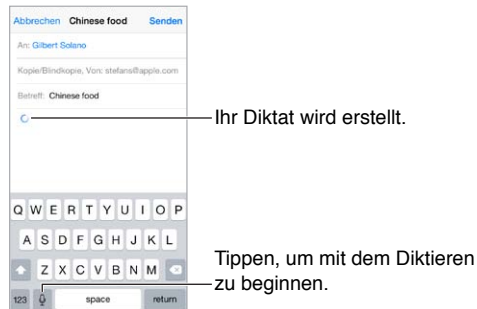 Abbrechen Chinese food Senden
An: Gilbert Solano
Kopie/Blindkopie, Von: stefans@apple.com
Betreff: Chinese food
Ihr Diktat wird erstellt.
Q W E R T Y U I O P
A S D F G H J K L
Z X C V B N M
Tippen, um mit dem Diktieren
zu beginnen.
123 space return